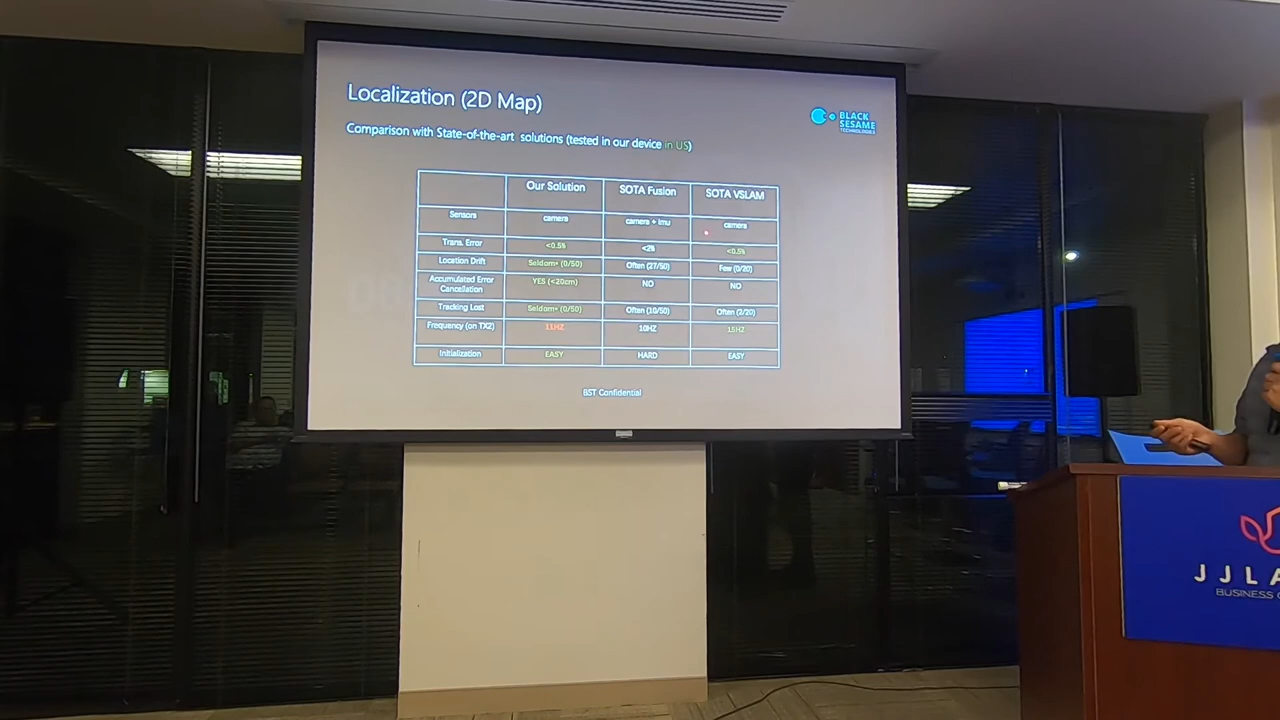 Localization (2D Map)
BLACK
SESAME
TECHNOLOGIES
Comparison with State-of-the-art solutions (tested in our device in US)
Our Solution SOTA Fusion SOTA VSLAM
Sensors camera camera + imu camera
Trans. Error <0.5% <2% <0.5%
Location Drift Seldom* (0/50) Often (27/50) Few (0/20)
Accumulated Error
Cancellation YES (<20cm) NO NO
Tracking Lost Seldom* (0/50) Often (10/50) Often (2/20)
Frequency (on TX2) 11HZ 10HZ 15HZ
Initialization EASY HARD EASY
BST Confidential
JJLA
BUSINESS